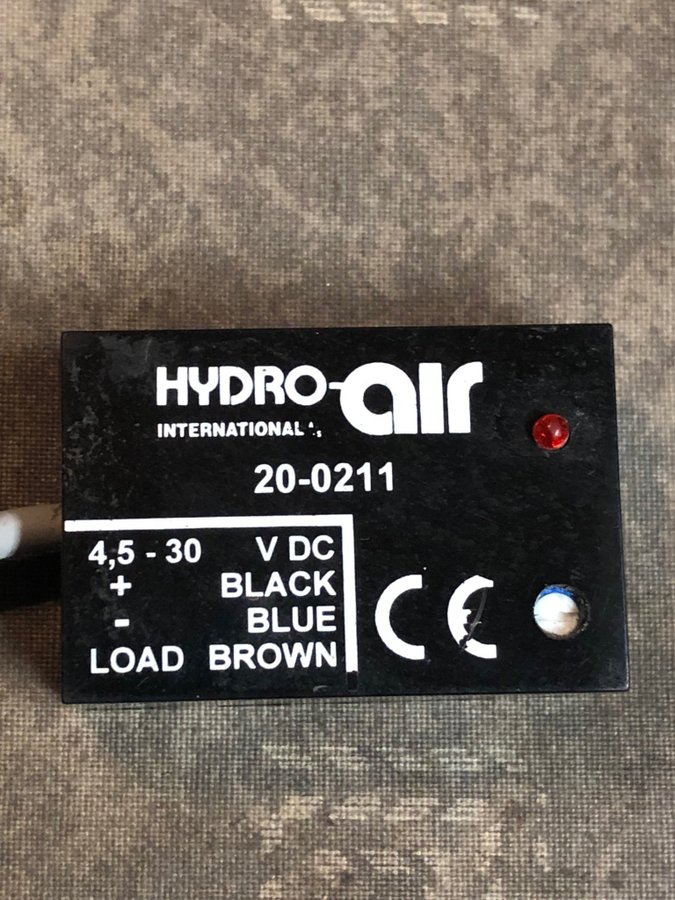 HYDRO-air
INTERNATIONAL
20-0211
4,5 - 30 V DC
+ BLACK
- BLUE
LOAD BROWN
CE